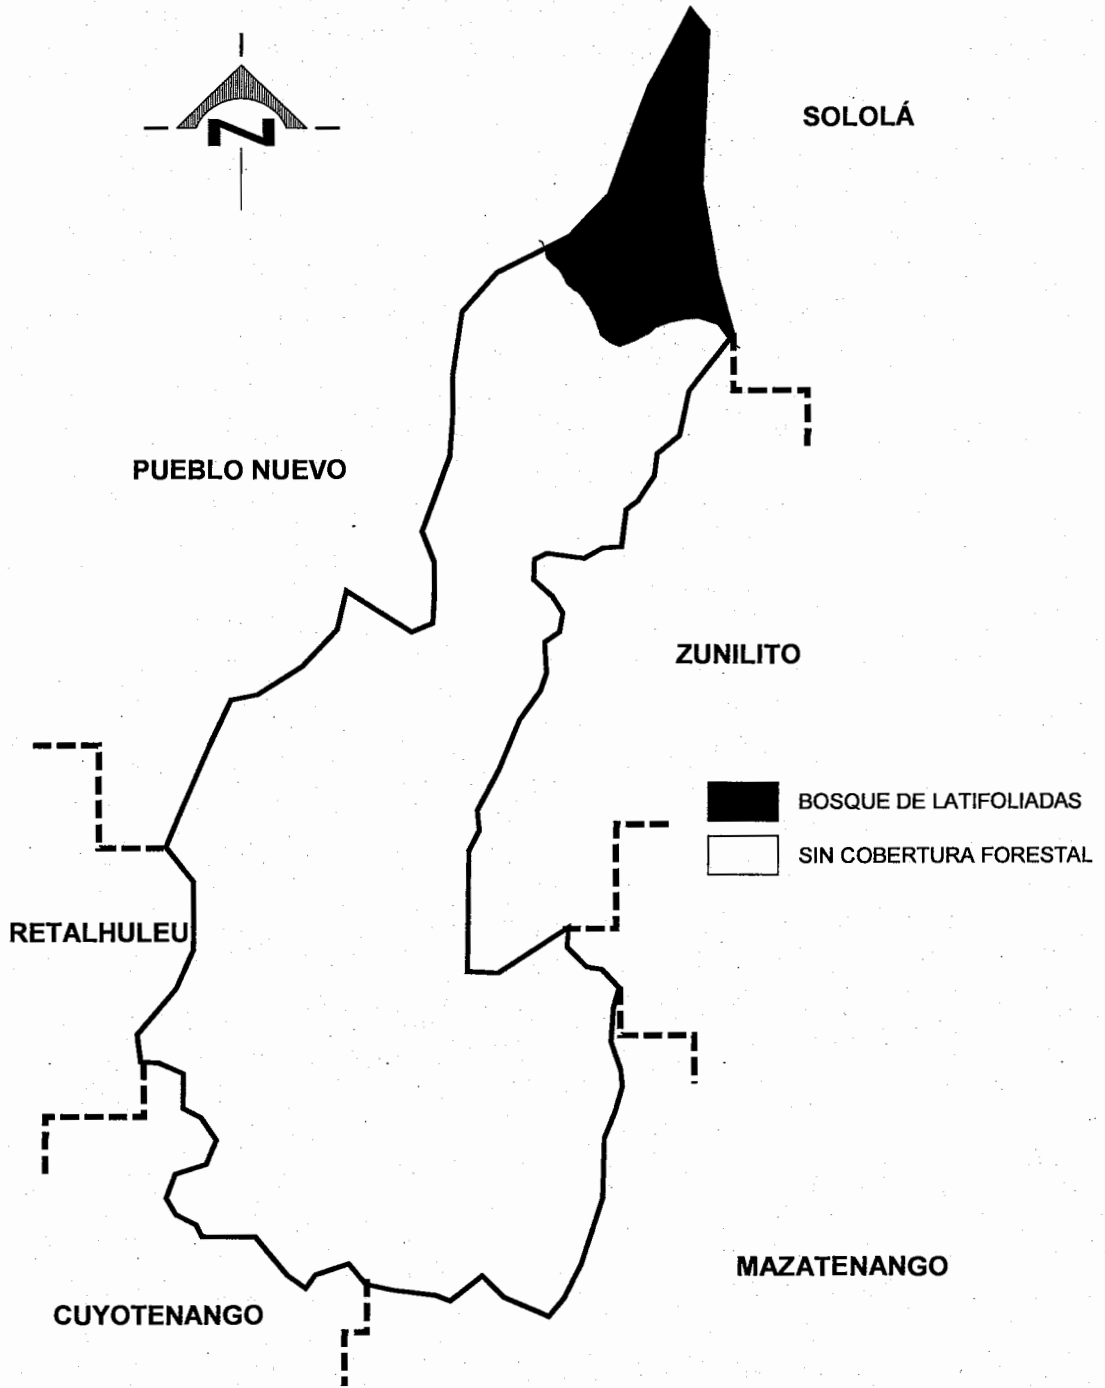 N
SOLOLÁ
PUEBLO NUEVO
ZUNILITO
BOSQUE DE LATIFOLIADAS
SIN COBERTURA FORESTAL
RETALHULEU
MAZATENANGO
CUYOTENANGO